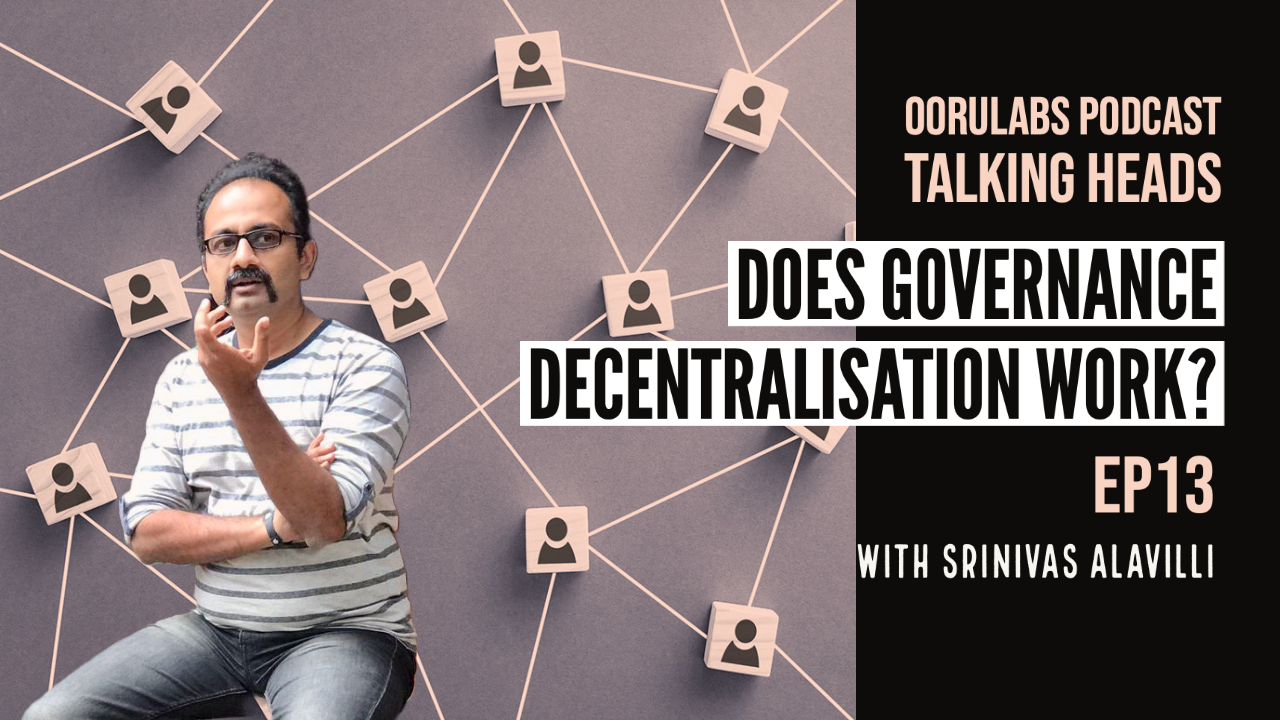 OORULABS PODCAST
TALKING HEADS
DOES GOVERNANCE
DECENTRALISATION WORK?
EP13
WITH SRINIVAS ALAVILLI